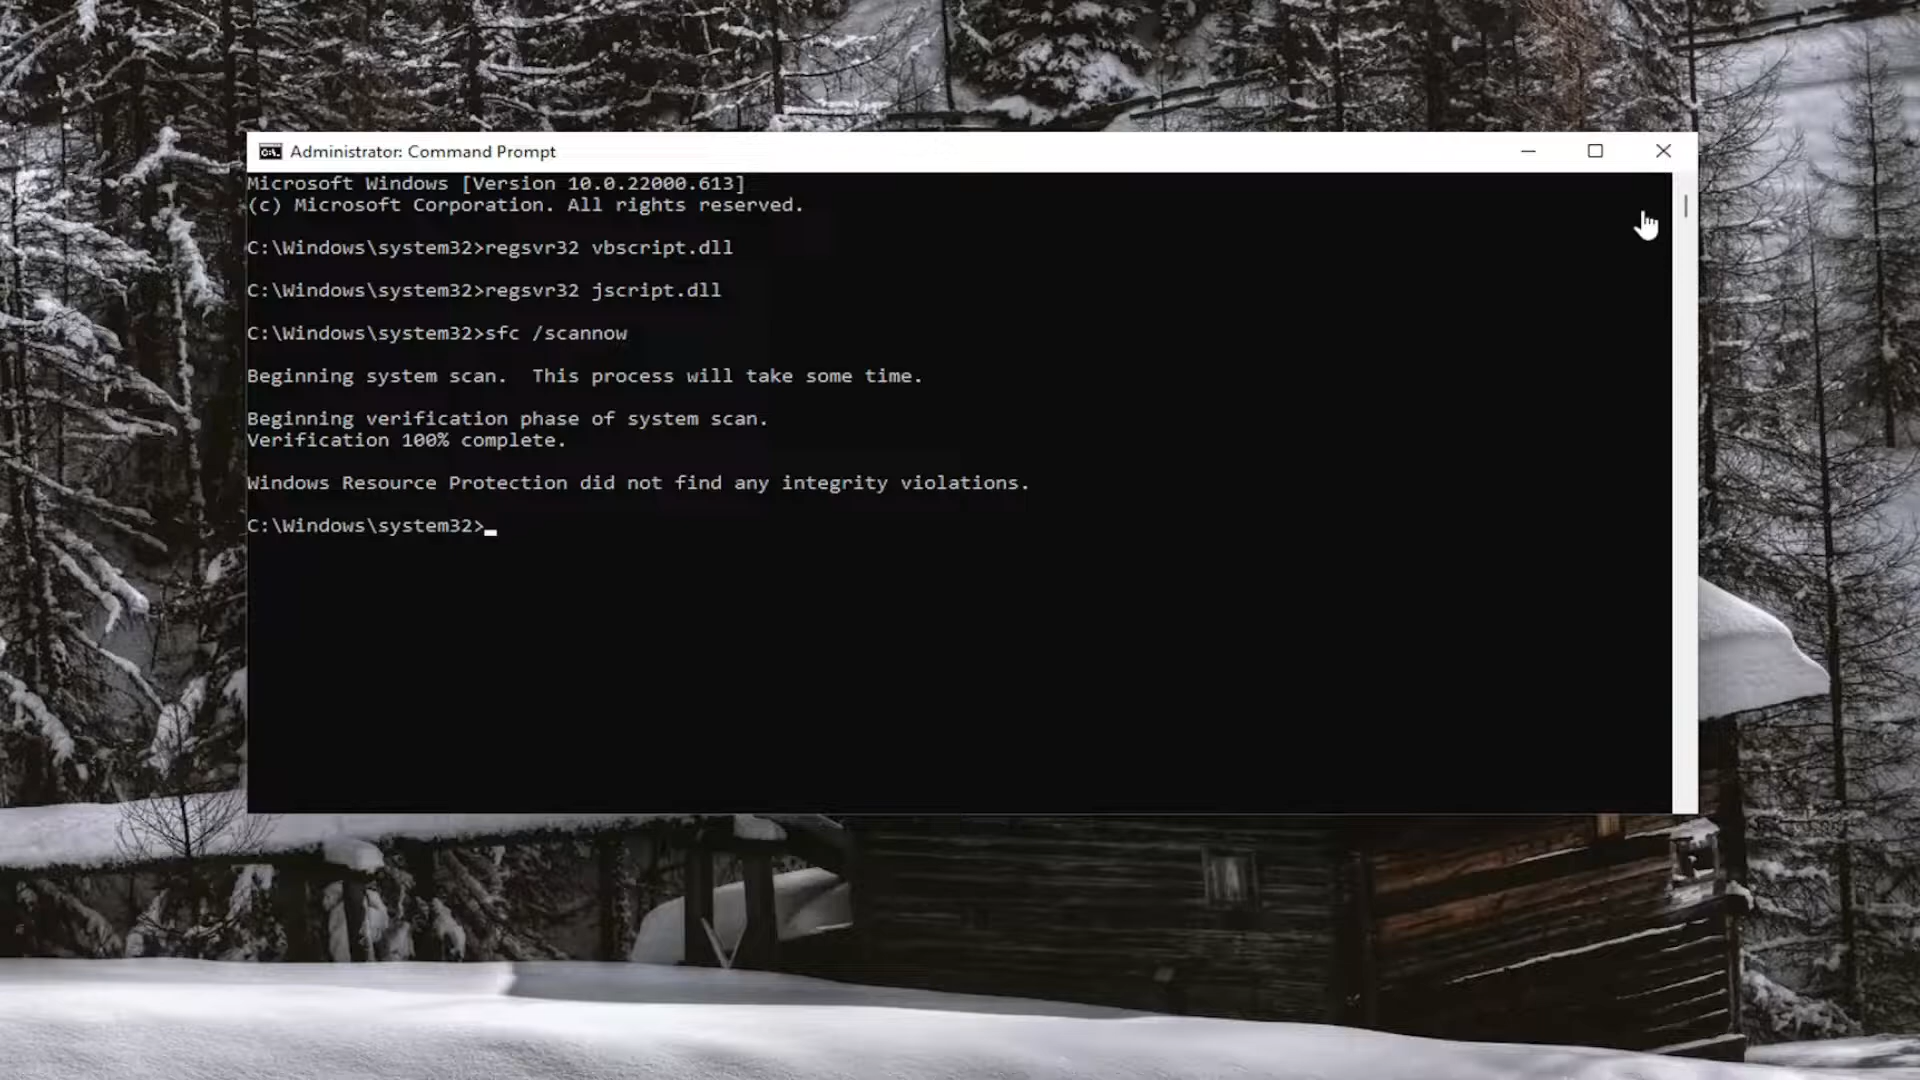 Administrator: Command Prompt
Microsoft Windows [Version 10.0.22000.613]
(c) Microsoft Corporation. All rights reserved.
C:\Windows\system32>regsvr32 vbscript.dll
C:\Windows\system32>regsvr32 jscript.dll
C:\Windows\system32>sfc /scannow
Beginning system scan.  This process will take some time.
Beginning verification phase of system scan.
Verification 100% complete.
Windows Resource Protection did not find any integrity violations.
C:\Windows\system32>